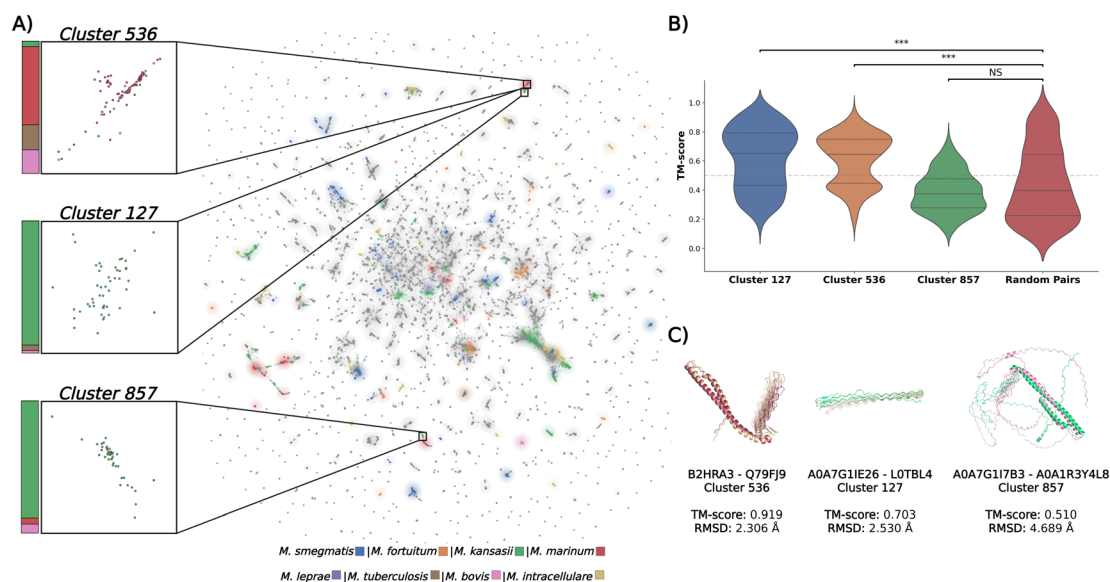 A)
Cluster 536
Cluster 127
Cluster 857
M. smegmatis | M. fortuitum | M. kansasii | M. marinum
M. leprae | M. tuberculosis | M. bovis | M. intracellulare
B)
***
***
NS
TM-score
1.0
0.8
0.6
0.4
0.2
0.0
Cluster 127 Cluster 536 Cluster 857 Random Pairs
C)
B2HRA3 - Q79FJ9
Cluster 536
TM-score: 0.919
RMSD: 2.306 Å
A0A7G1IE26 - L0TBL4
Cluster 127
TM-score: 0.703
RMSD: 2.530 Å
A0A7G1I7B3 - A0A1R3Y4L8
Cluster 857
TM-score: 0.510
RMSD: 4.689 Å